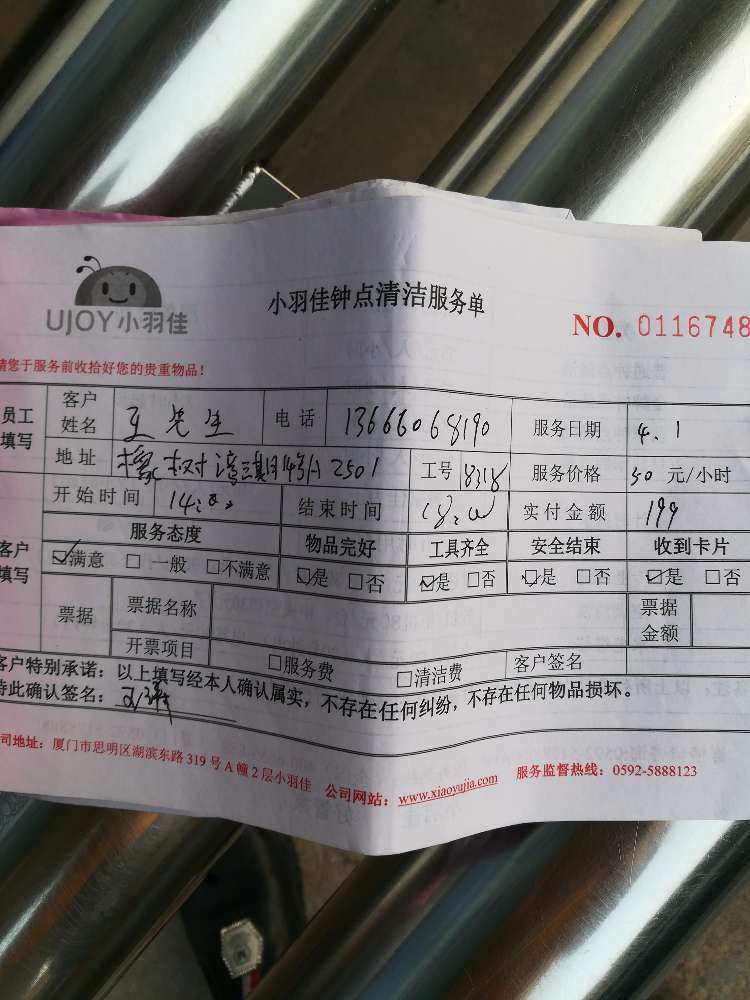 UJOY小羽佳
小羽佳钟点清洁服务单
NO. 0116748
请您于服务前收拾好您的贵重物品!
员工填写 客户姓名 王先生 电话 13666068190 服务日期 4.1
地址 橡树湾三期143/A 2501 工号 8318 服务价格 50 元/小时
开始时间 14:00 结束时间 18:00 实付金额 199
客户填写 服务态度 物品完好 工具齐全 安全结束 收到卡片
☑满意 □一般 □不满意 ☑是 □否 ☑是 □否 ☑是 □否 ☑是 □否
票据 票据名称 票据金额
开票项目 □服务费 □清洁费 客户签名
客户特别承诺:以上填写经本人确认属实,不存在任何纠纷,不存在任何物品损坏。
特此确认签名:
司地址:厦门市思明区湖滨东路319号A幢2层小羽佳 公司网站:www.xiaoyujia.com 服务监督热线:0592-5888123